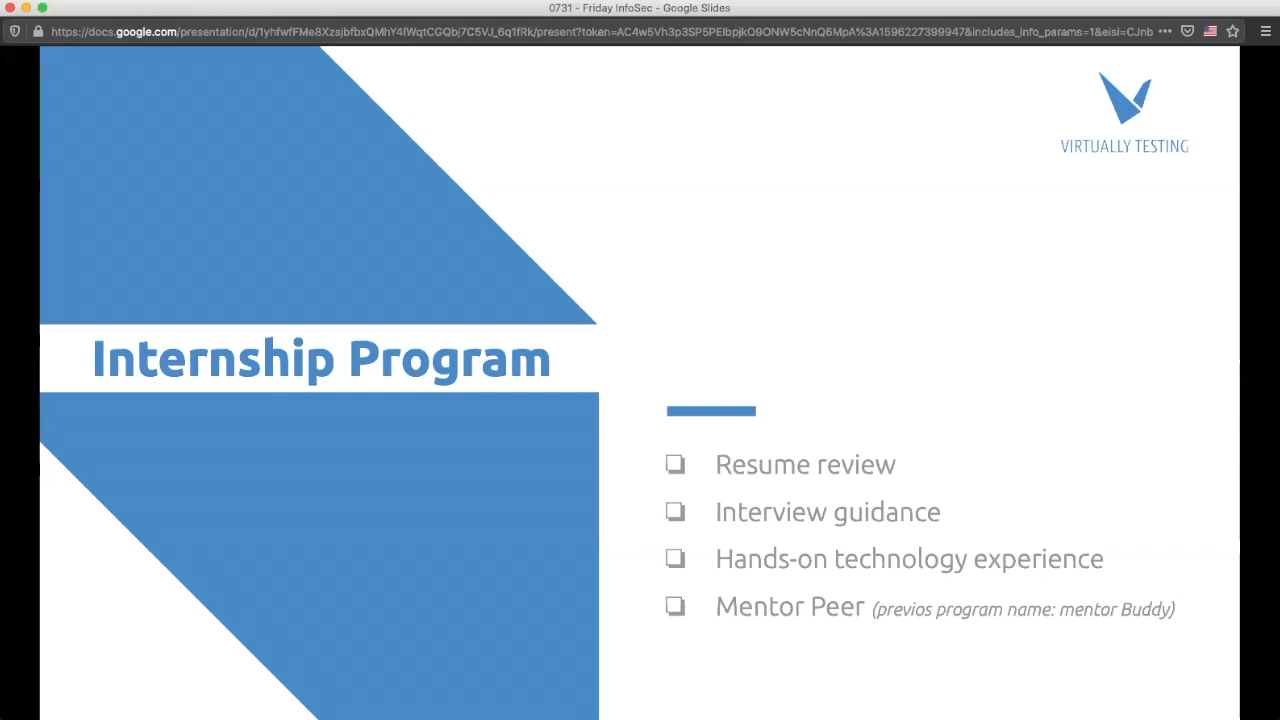 0731 - Friday InfoSec - Google Slides
VIRTUALLY TESTING
Internship Program
Resume review
Interview guidance
Hands-on technology experience
Mentor Peer (previos program name: mentor Buddy)